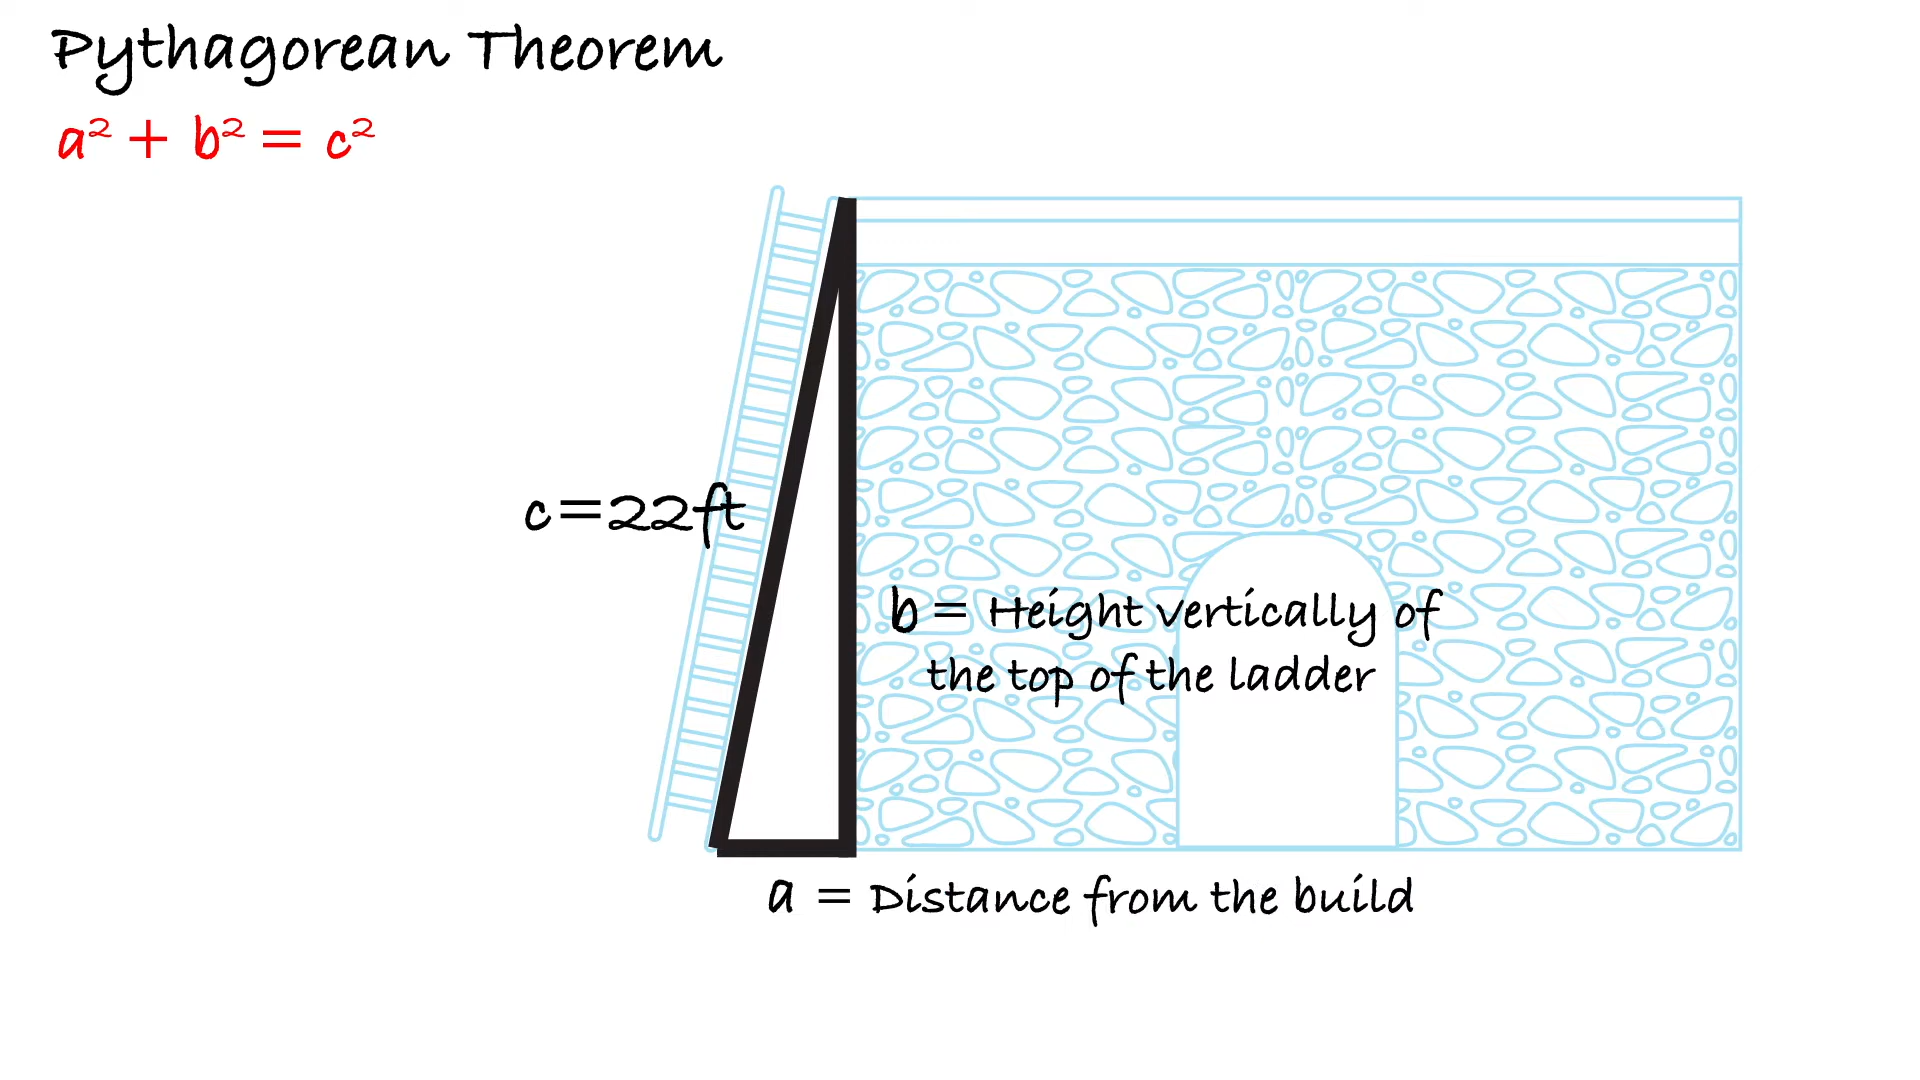 Pythagorean Theorem
a² + b² = c²
c=22ft
b = Height vertically of
the top of the ladder
a = Distance from the build